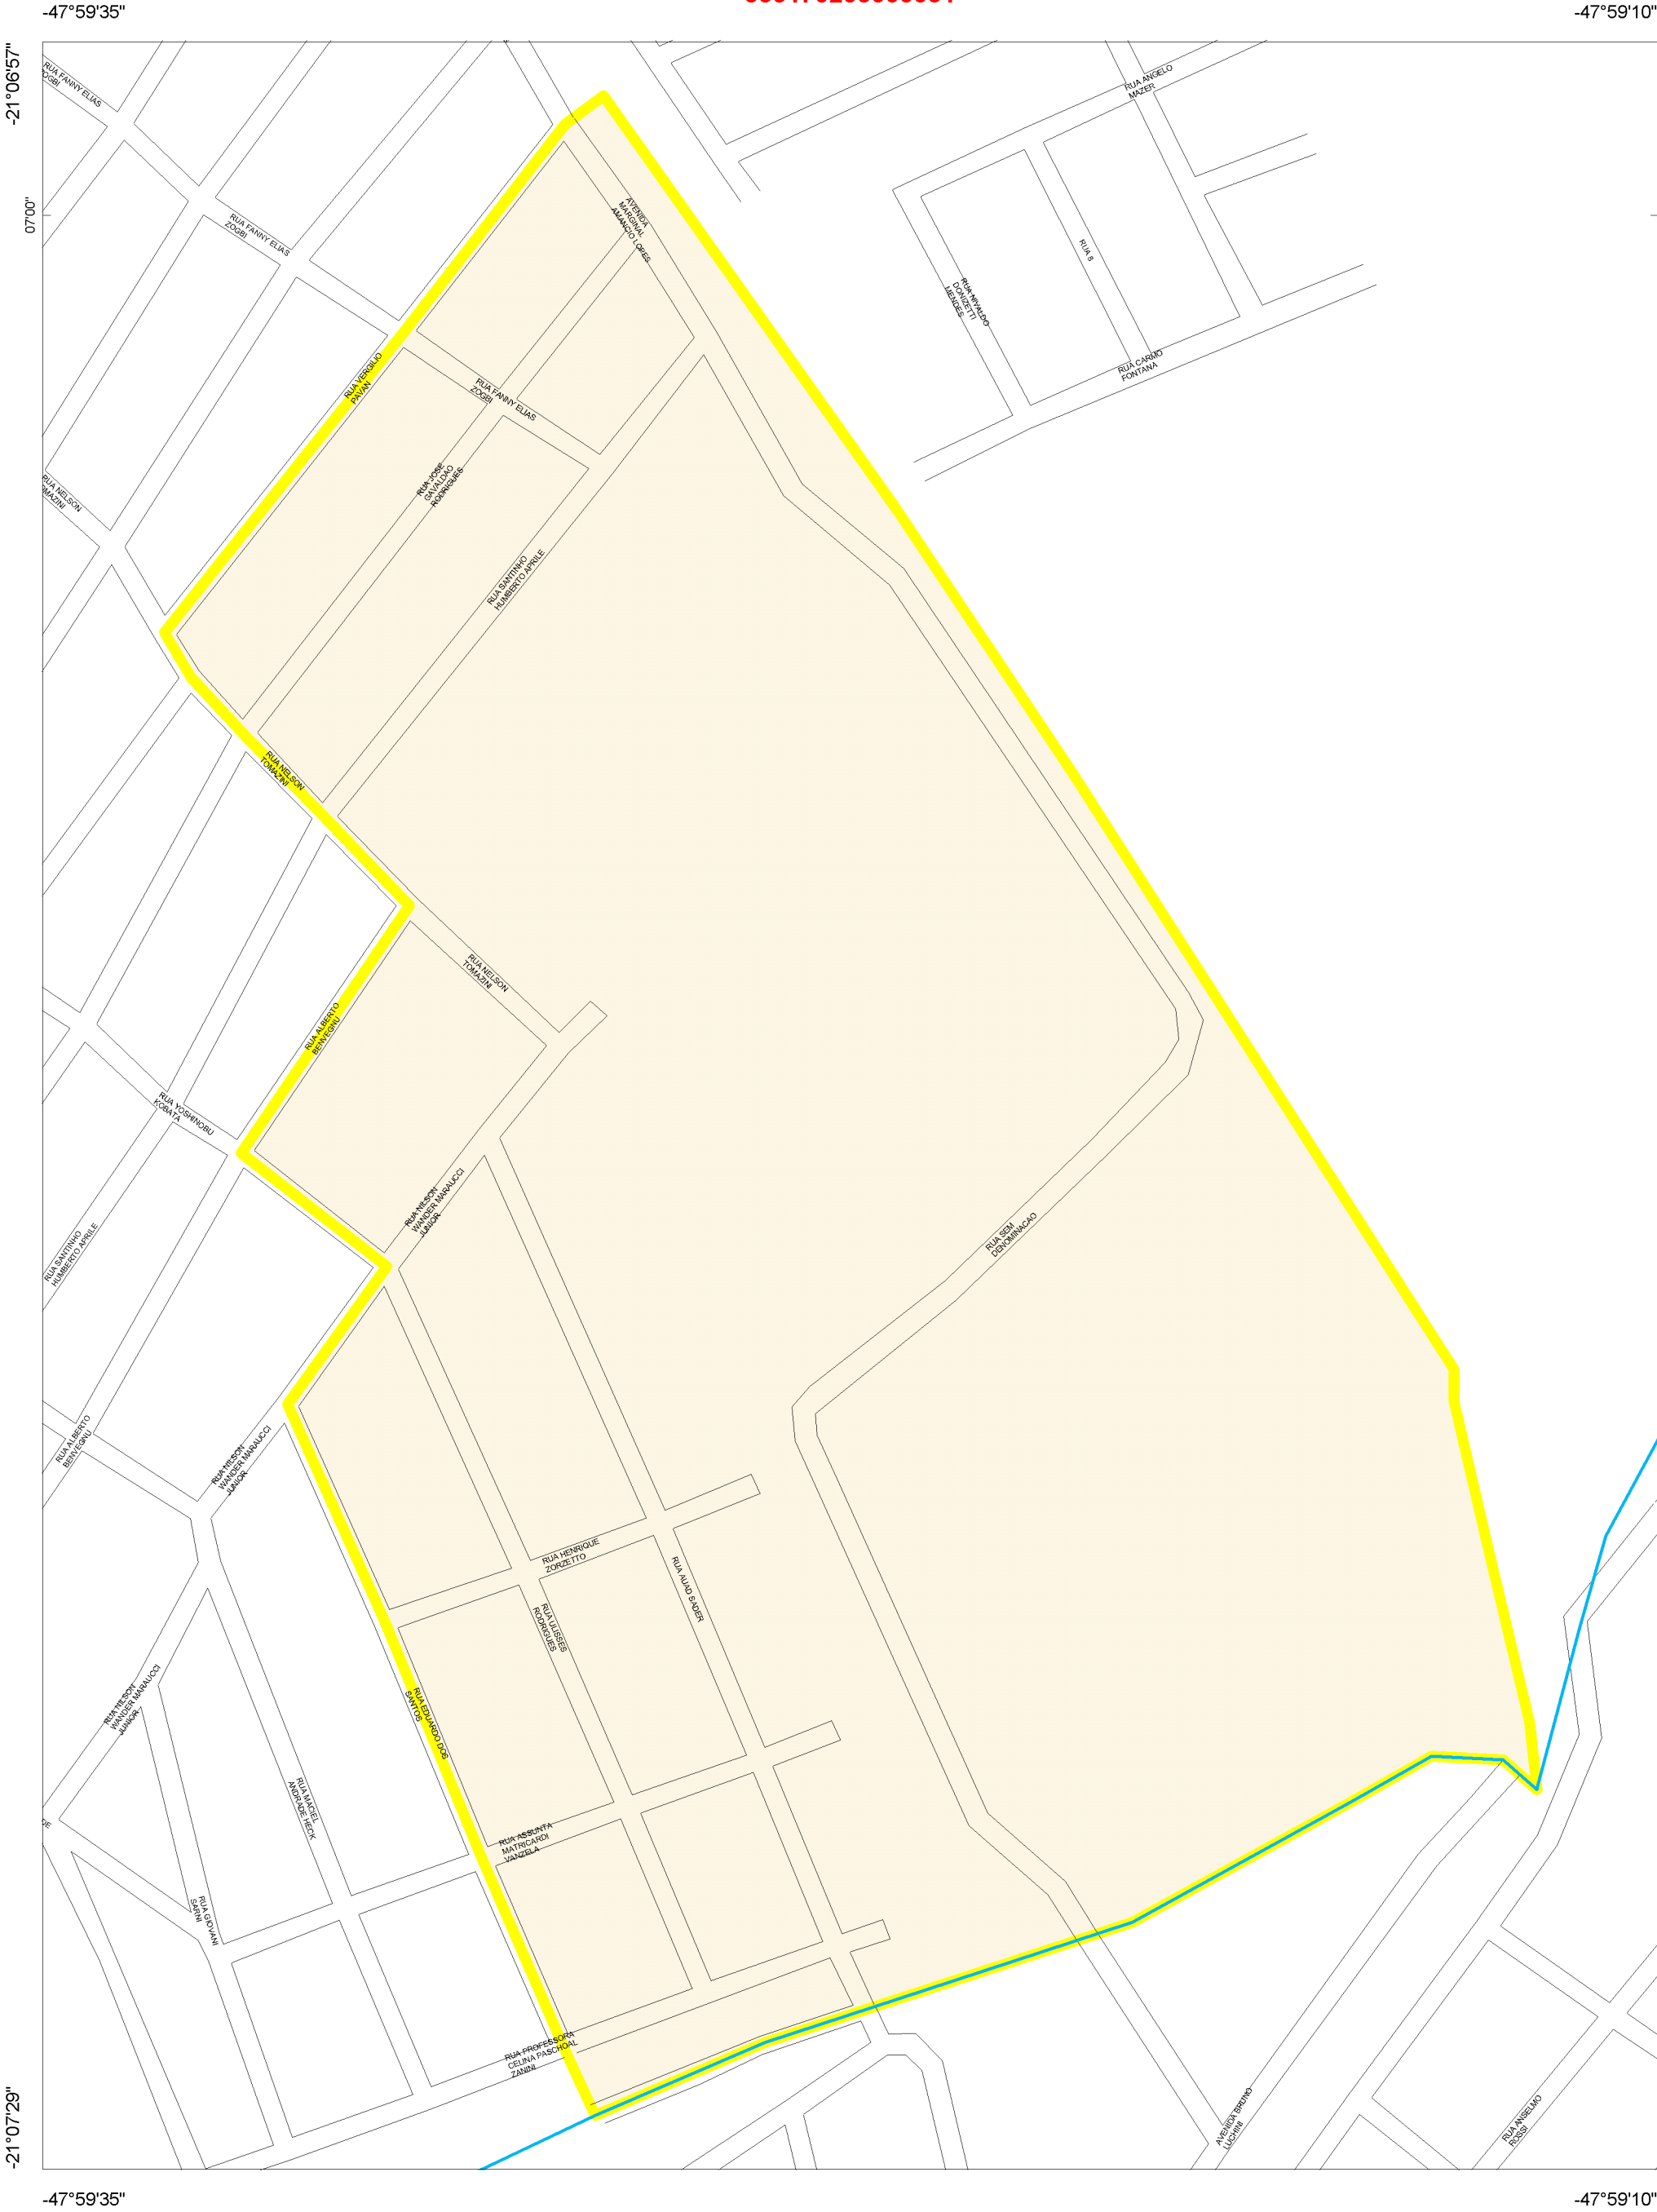 -47°59'35"
-47°59'10"
-21°06'57"
07'00"
RUA FANNY ELIAS
ZOGBI
RUA ANGELO
MAZER
RUA FANNY ELIAS
ZOGBI
AVENIDA
MARGINAL
AMANCIO LOPES
RUA 8
RUA NIVALDO
DONIZETTI
MENDES
RUA CARMO
FONTANA
RUA VERGILIO
PAVAN
RUA FANNY ELIAS
ZOGBI
RUA JOSE
GAVALDAO
RODRIGUES
RUA NELSON
OMAZINI
RUA SANTINHO
HUMBERTO APRILE
RUA NELSON
TOMAZINI
RUA NELSON
TOMAZINI
RUA ALBERTO
BENVEGNU
RUA YOSHINOBU
KOBATA
RUA NILSON
WANDER MARAUCCI
JUNIOR
RUA SANTINHO
HUMBERTO APRILE
RUA SEM
DENOMINACAO
RUA ALBERTO
BENVEGNU
RUA NILSON
WANDER MARAUCCI
JUNIOR
RUA HENRIQUE
ZORZETTO
RUA AUAD BADER
RUA ULISSES
RODRIGUES
RUA NILSON
WANDER MARAUCCI
JUNIOR
RUA EDUARDO DOS
SANTOS
RUA MACIEL
ANDRADE HECK
DE
RUA ASSUNTA
MATRICARDI
VANZELA
RUA GIOVANI
SARNI
RUA PROFESSORA
CELINA PASCHOAL
ZANINI
AVENIDA BRUNO
LUCHINI
RUA ANSELMO
ROSSI
-21°07'29"
-47°59'35"
-47°59'10"